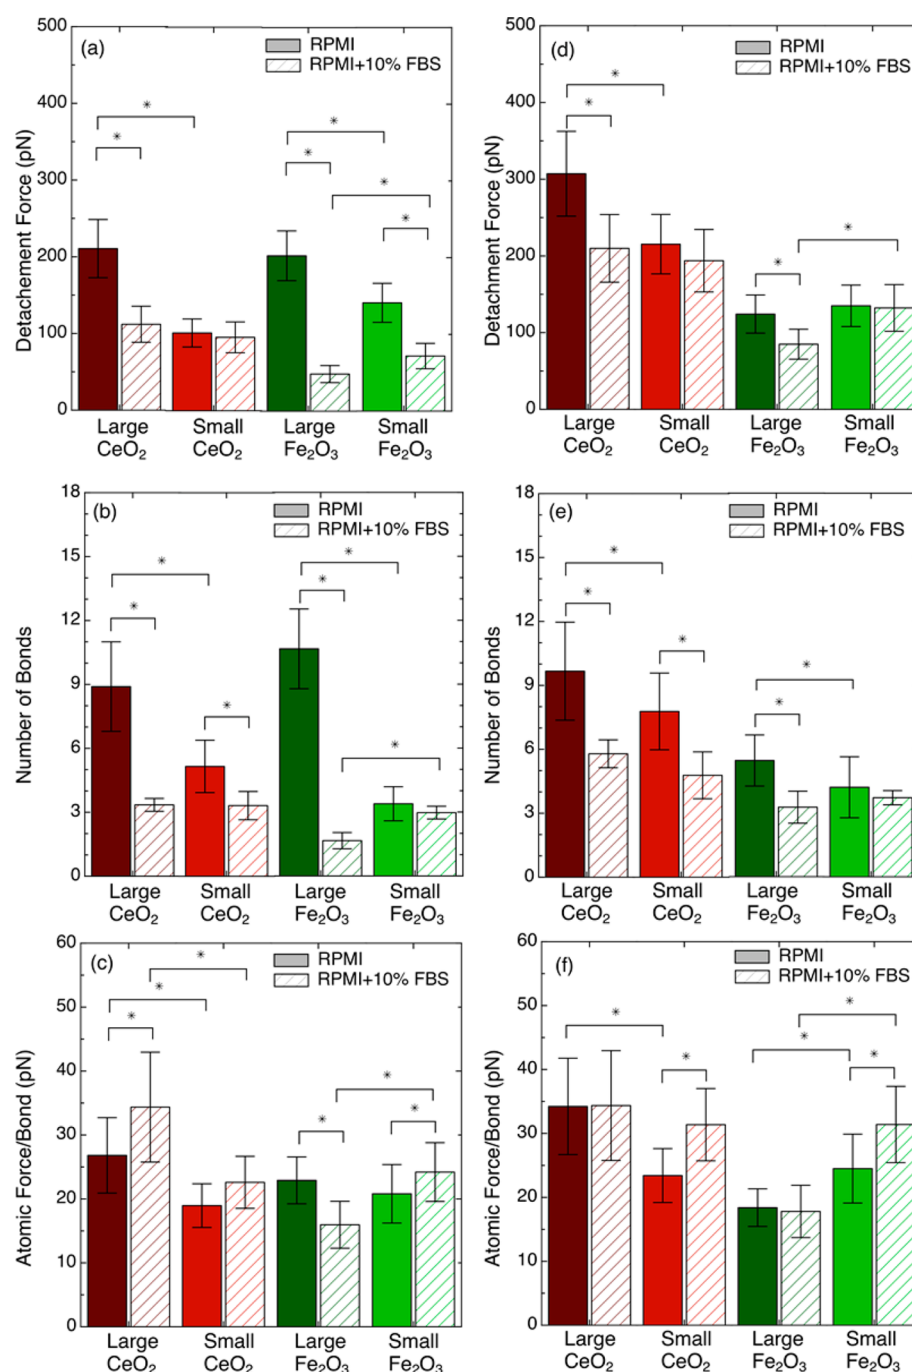 (a)
RPMI
RPMI+10% FBS
Detachement Force (pN)
500
400
300
200
100
0
* * * * * *
Large CeO₂
Small CeO₂
Large Fe₂O₃
Small Fe₂O₃
(d)
RPMI
RPMI+10% FBS
Detachment Force (pN)
500
400
300
200
100
0
* * * *
Large CeO₂
Small CeO₂
Large Fe₂O₃
Small Fe₂O₃
(b)
RPMI
RPMI+10% FBS
Number of Bonds
18
15
12
9
6
3
0
* * * * * *
Large CeO₂
Small CeO₂
Large Fe₂O₃
Small Fe₂O₃
(e)
RPMI
RPMI+10% FBS
Number of Bonds
18
15
12
9
6
3
0
* * * * *
Large CeO₂
Small CeO₂
Large Fe₂O₃
Small Fe₂O₃
(c)
RPMI
RPMI+10% FBS
Atomic Force/Bond (pN)
60
50
40
30
20
10
0
* * * * * *
Large CeO₂
Small CeO₂
Large Fe₂O₃
Small Fe₂O₃
(f)
RPMI
RPMI+10% FBS
Atomic Force/Bond (pN)
60
50
40
30
20
10
0
* * * * *
Large CeO₂
Small CeO₂
Large Fe₂O₃
Small Fe₂O₃